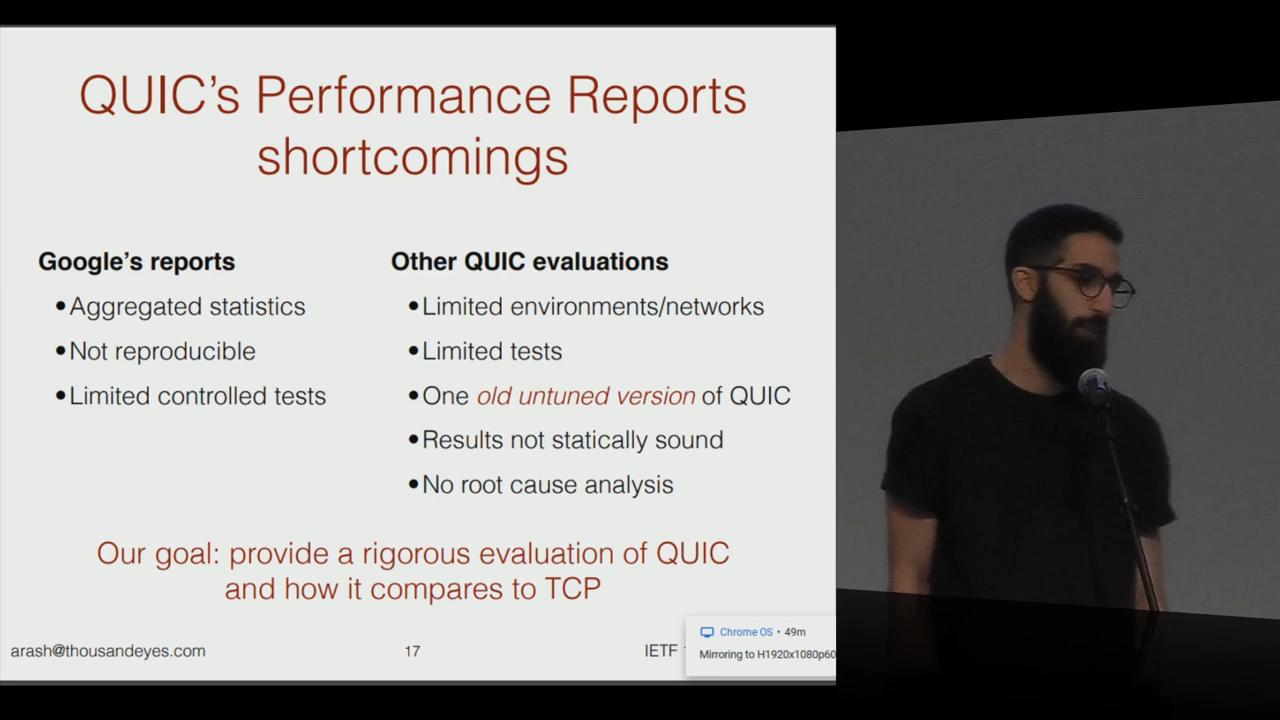 QUIC's Performance Reports
shortcomings
Google's reports
•Aggregated statistics
•Not reproducible
•Limited controlled tests
Other QUIC evaluations
•Limited environments/networks
•Limited tests
•One old untuned version of QUIC
•Results not statically sound
•No root cause analysis
Our goal: provide a rigorous evaluation of QUIC
and how it compares to TCP
arash@thousandeyes.com
17
IETF
Chrome OS • 49m
Mirroring to H1920x1080p60